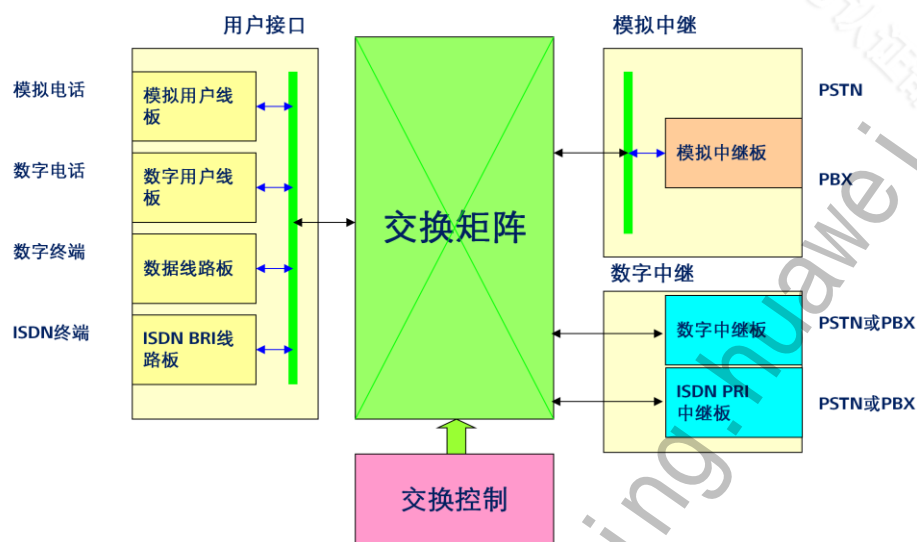 用户接口
模拟中继
模拟电话
数字电话
数字终端
ISDN终端
模拟用户线
板
数字用户线
板
数据线路板
ISDN BRI线
路板
交换矩阵
交换控制
模拟中继板
PSTN
PBX
数字中继
数字中继板
ISDN PRI
中继板
PSTN或PBX
PSTN或PBX
ing.huawei